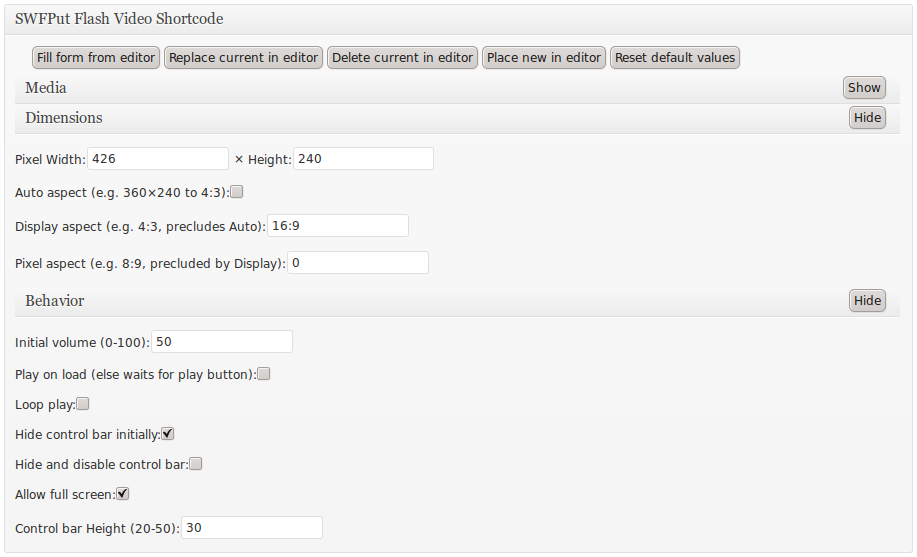 SWFPut Flash Video Shortcode
Fill form from editor Replace current in editor Delete current in editor Place new in editor Reset default values
Media Show
Dimensions Hide
Pixel Width: 426 × Height: 240
Auto aspect (e.g. 360×240 to 4:3):
Display aspect (e.g. 4:3, precludes Auto): 16:9
Pixel aspect (e.g. 8:9, precluded by Display): 0
Behavior Hide
Initial volume (0-100): 50
Play on load (else waits for play button):
Loop play:
Hide control bar initially:
Hide and disable control bar:
Allow full screen:
Control bar Height (20-50): 30